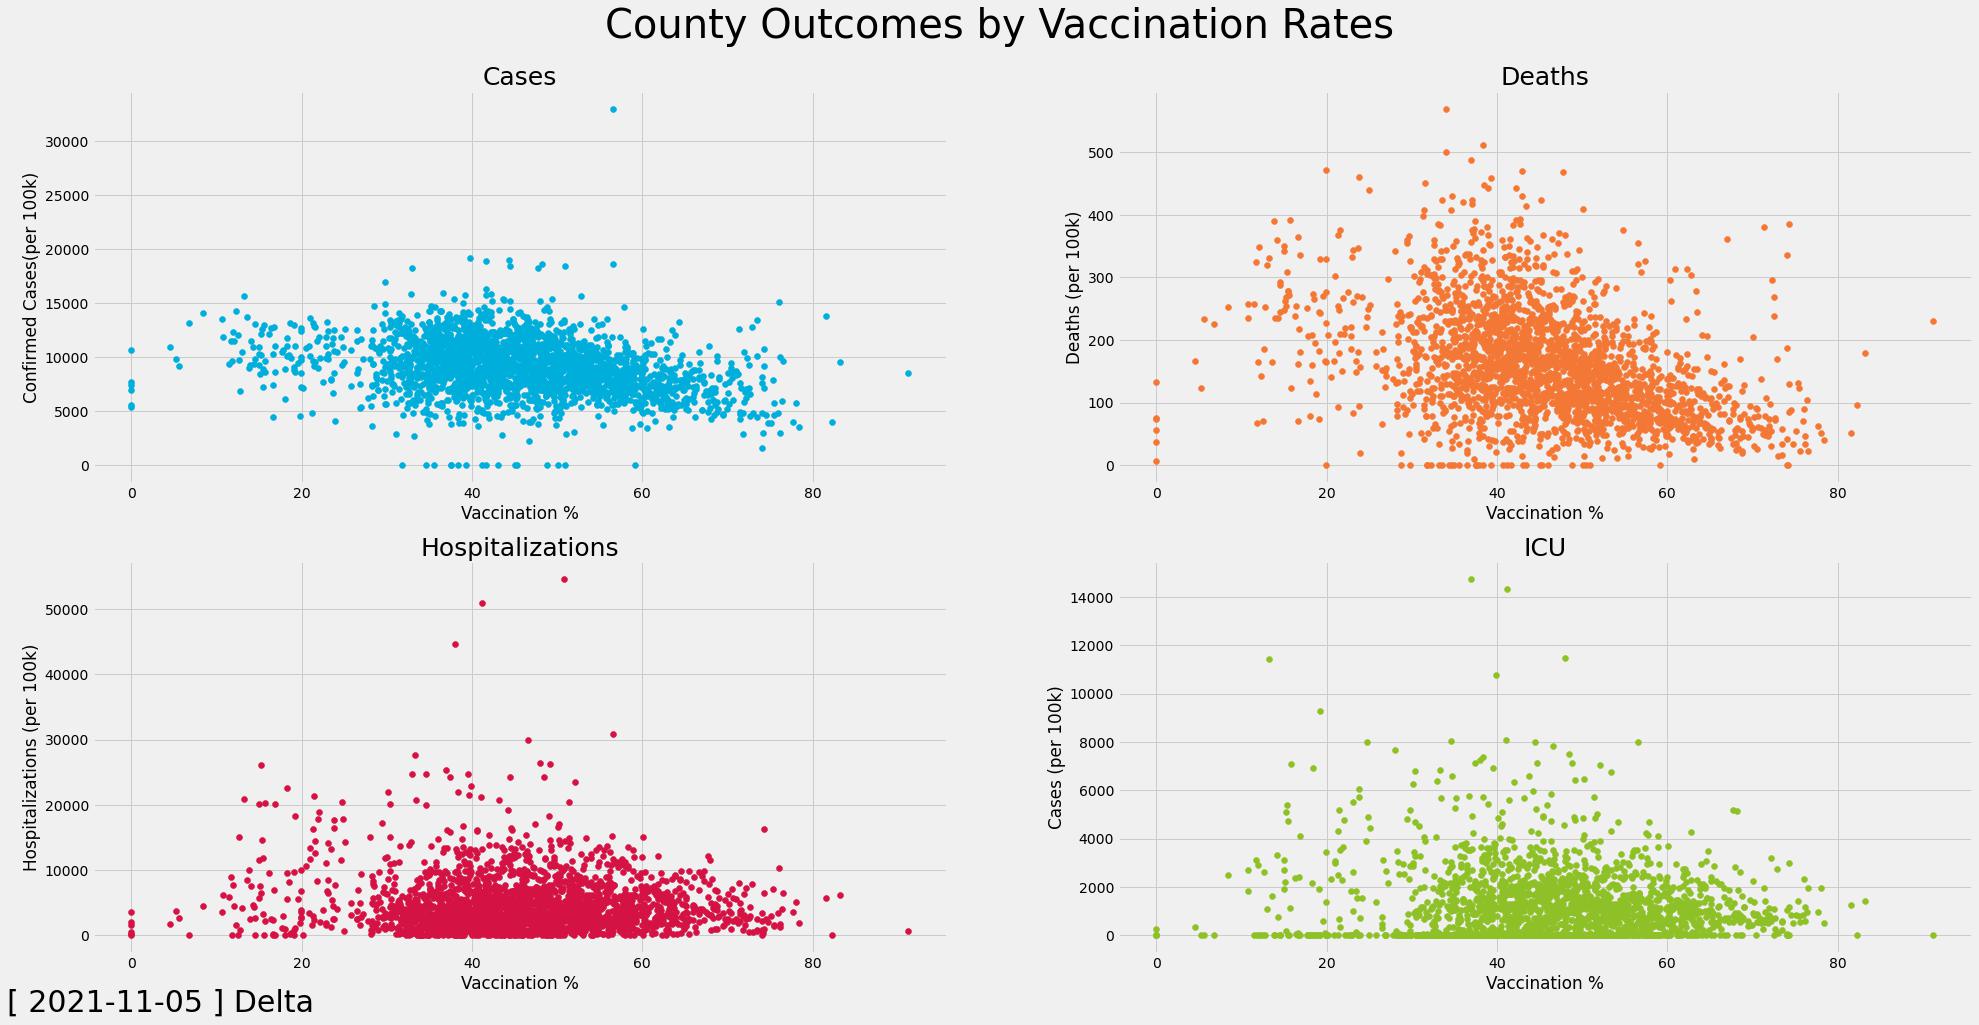 County Outcomes by Vaccination Rates
Cases
Confirmed Cases(per 100k)
30000
25000
20000
15000
10000
5000
0
0 20 40 60 80
Vaccination %
Deaths
Deaths (per 100k)
500
400
300
200
100
0
0 20 40 60 80
Vaccination %
Hospitalizations
Hospitalizations (per 100k)
50000
40000
30000
20000
10000
0
0 20 40 60 80
Vaccination %
ICU
Cases (per 100k)
14000
12000
10000
8000
6000
4000
2000
0
0 20 40 60 80
Vaccination %
[ 2021-11-05 ] Delta